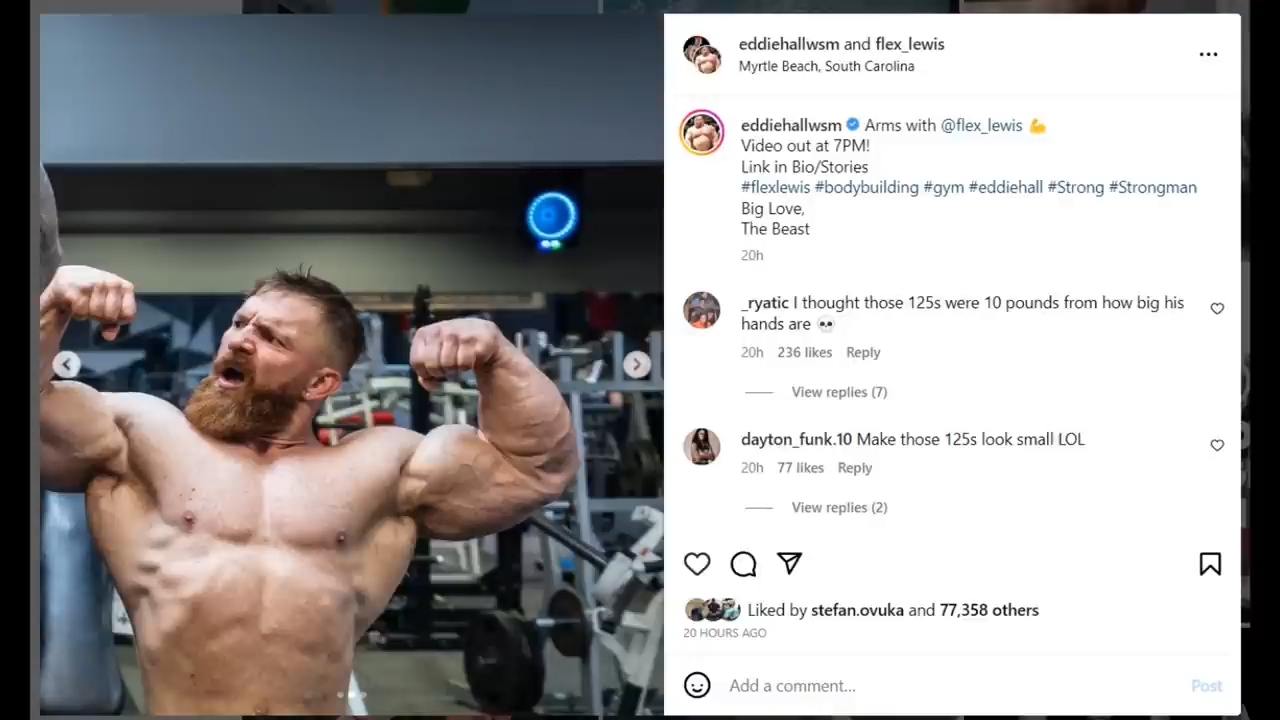 eddiehallwsm and flex_lewis
Myrtle Beach, South Carolina
eddiehallwsm Arms with @flex_lewis 💪
Video out at 7PM!
Link in Bio/Stories
#flexlewis #bodybuilding #gym #eddiehall #Strong #Strongman
Big Love,
The Beast
20h
_ryatic I thought those 125s were 10 pounds from how big his
hands are 💀
20h 236 likes Reply
View replies (7)
dayton_funk.10 Make those 125s look small LOL
20h 77 likes Reply
View replies (2)
Liked by stefan.ovuka and 77,358 others
20 HOURS AGO
Add a comment... Post